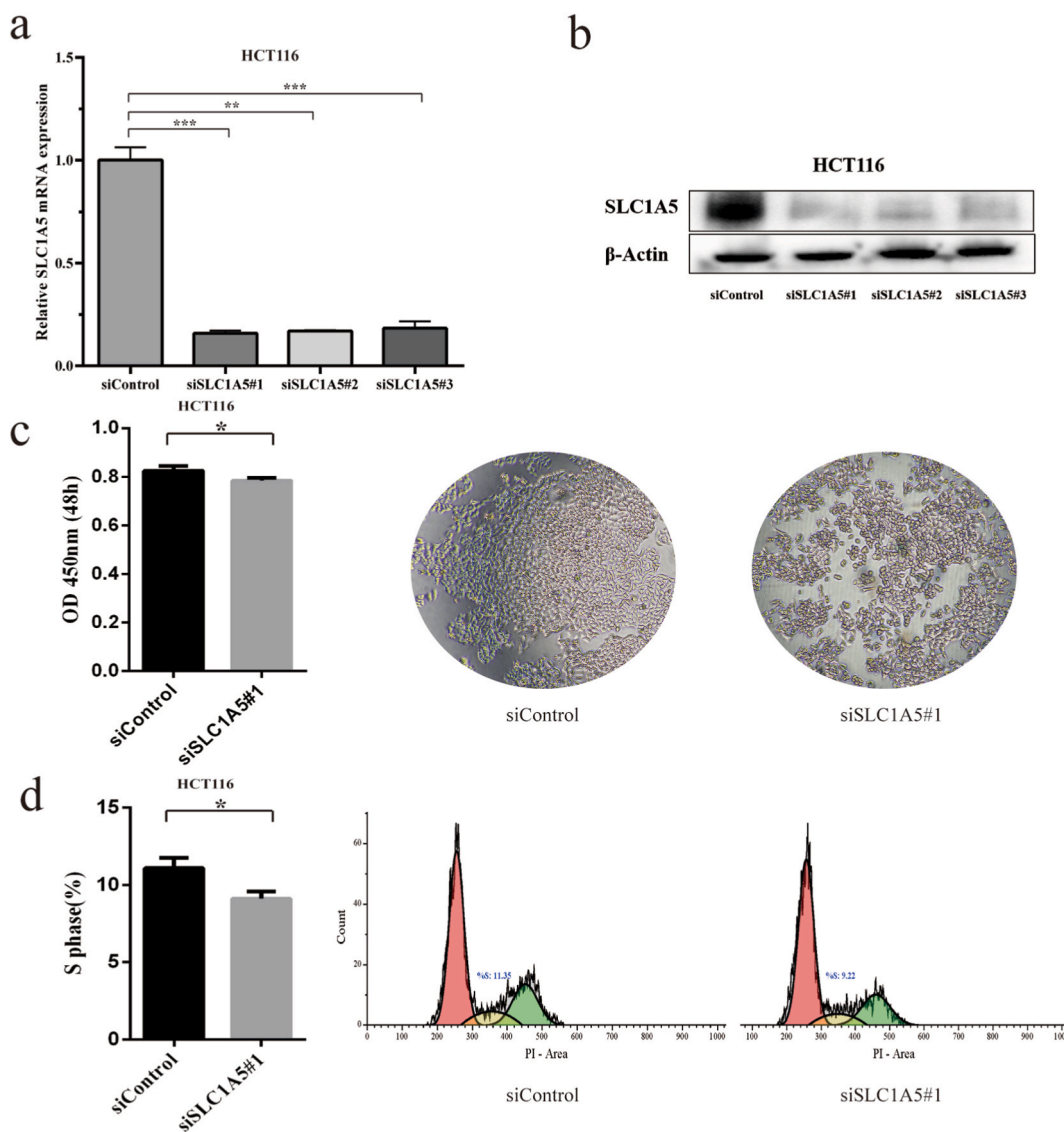 a
HCT116
Relative SLC1A5 mRNA expression
1.5
1.0
0.5
0.0
***
**
***
siControl
siSLC1A5#1
siSLC1A5#2
siSLC1A5#3
b
HCT116
SLC1A5
β-Actin
siControl
siSLC1A5#1
siSLC1A5#2
siSLC1A5#3
c
HCT116
*
OD 450nm (48h)
0.0
0.8
0.6
0.4
0.2
0.0
siControl
siSLC1A5#1
siControl
siSLC1A5#1
d
HCT116
*
S phase(%)
15
10
5
0
siControl
siSLC1A5#1
Count
60
40
20
0
%S: 11.35
0 100 200 300 400 500 600 700 800 900 1000
PI - Area
siControl
%S: 9.22
100 200 300 400 500 600 700 800 900 100
PI - Area
siSLC1A5#1